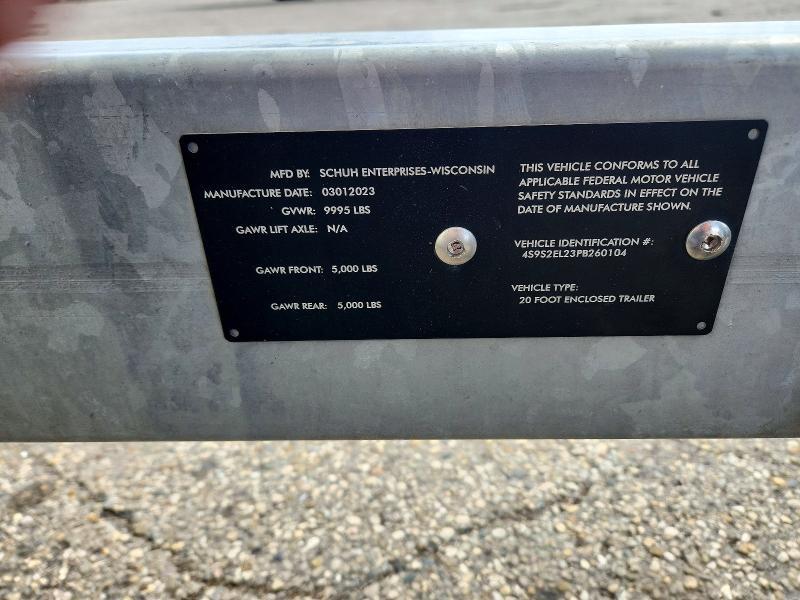 MFD BY: SCHUH ENTERPRISES-WISCONSIN
MANUFACTURE DATE: 03012023
GVWR: 9995 LBS
GAWR LIFT AXLE: N/A
GAWR FRONT: 5,000 LBS
GAWR REAR: 5,000 LBS
THIS VEHICLE CONFORMS TO ALL
APPLICABLE FEDERAL MOTOR VEHICLE
SAFETY STANDARDS IN EFFECT ON THE
DATE OF MANUFACTURE SHOWN.
VEHICLE IDENTIFICATION #:
4S9S2EL23PB260104
VEHICLE TYPE:
20 FOOT ENCLOSED TRAILER